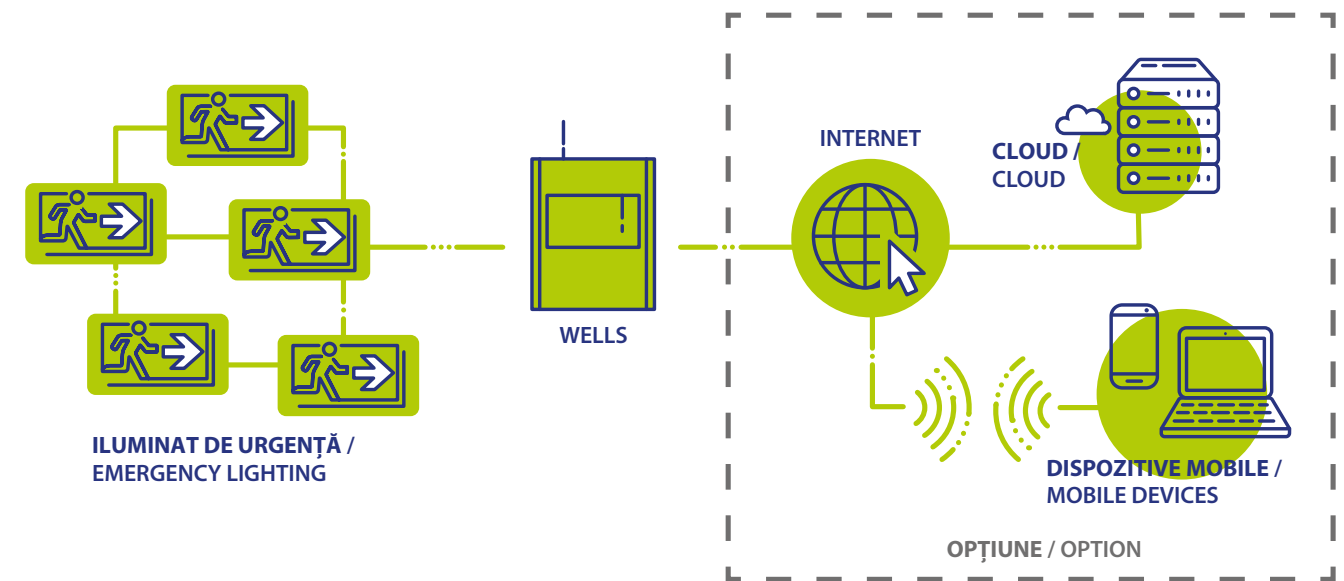 ILUMINAT DE URGENȚĂ /
EMERGENCY LIGHTING
WELLS
INTERNET
CLOUD /
CLOUD
DISPOZITIVE MOBILE /
MOBILE DEVICES
OPȚIUNE / OPTION